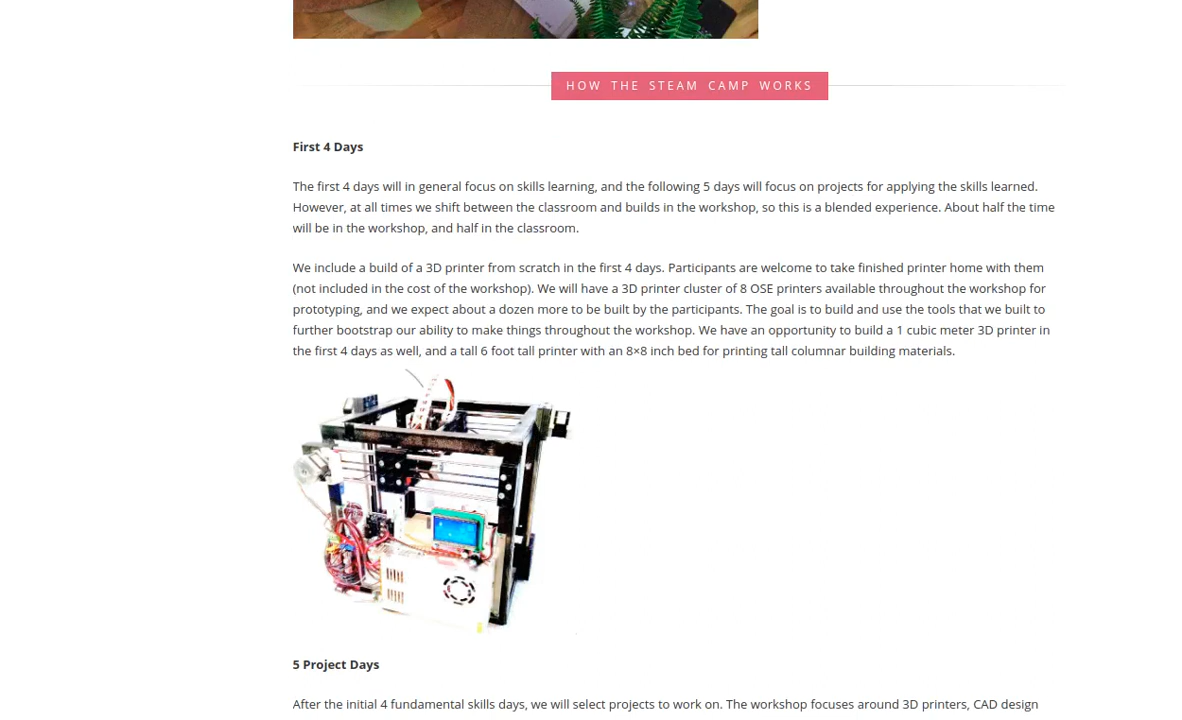 HOW THE STEAM CAMP WORKS
First 4 Days
The first 4 days will in general focus on skills learning, and the following 5 days will focus on projects for applying the skills learned.
However, at all times we shift between the classroom and builds in the workshop, so this is a blended experience. About half the time
will be in the workshop, and half in the classroom.
We include a build of a 3D printer from scratch in the first 4 days. Participants are welcome to take finished printer home with them
(not included in the cost of the workshop). We will have a 3D printer cluster of 8 OSE printers available throughout the workshop for
prototyping, and we expect about a dozen more to be built by the participants. The goal is to build and use the tools that we built to
further bootstrap our ability to make things throughout the workshop. We have an opportunity to build a 1 cubic meter 3D printer in
the first 4 days as well, and a tall 6 foot tall printer with an 8×8 inch bed for printing tall columnar building materials.
5 Project Days
After the initial 4 fundamental skills days, we will select projects to work on. The workshop focuses around 3D printers, CAD design